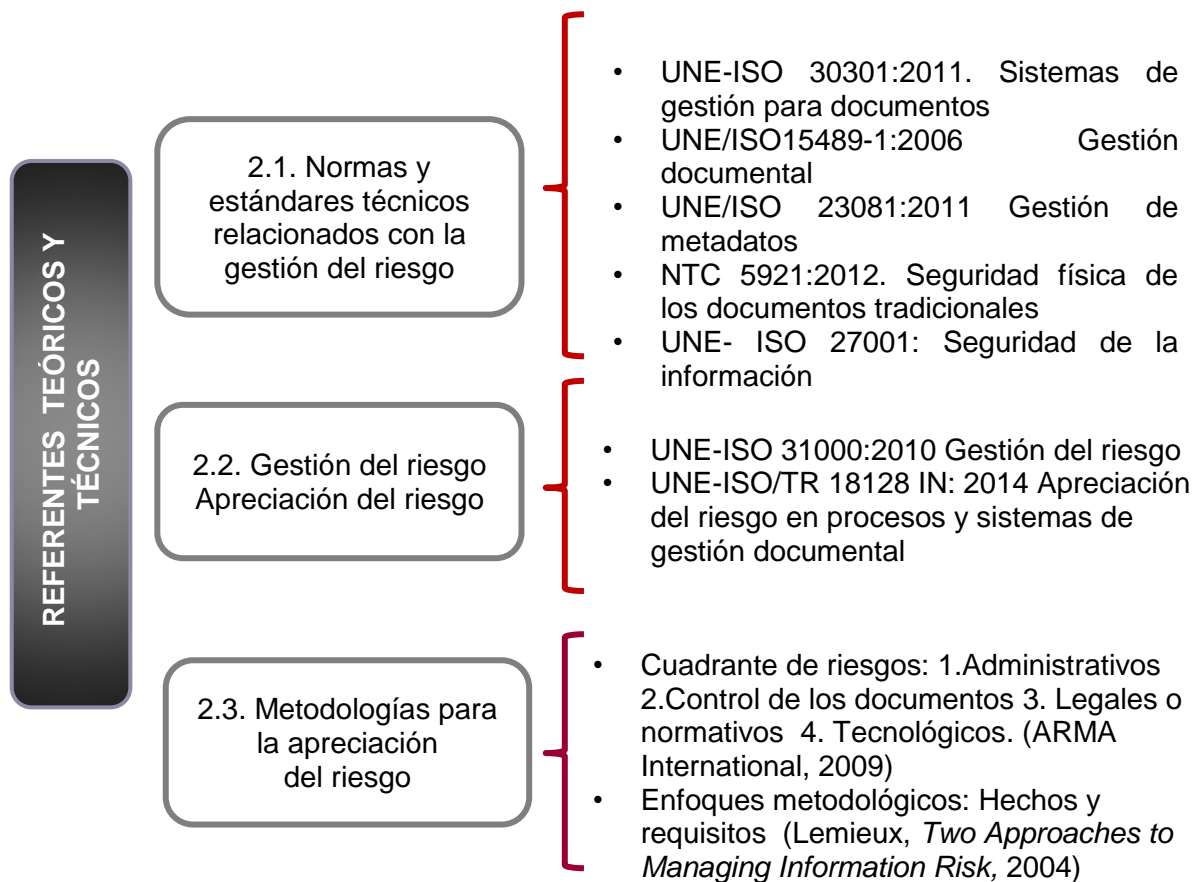 REFERENTES TEÓRICOS Y
TÉCNICOS
2.1. Normas y
estándares técnicos
relacionados con la
gestión del riesgo
• UNE-ISO 30301:2011. Sistemas de
gestión para documentos
• UNE/ISO15489-1:2006 Gestión
documental
• UNE/ISO 23081:2011 Gestión de
metadatos
• NTC 5921:2012. Seguridad física de
los documentos tradicionales
• UNE- ISO 27001: Seguridad de la
información
2.2. Gestión del riesgo
Apreciación del riesgo
• UNE-ISO 31000:2010 Gestión del riesgo
• UNE-ISO/TR 18128 IN: 2014 Apreciación
del riesgo en procesos y sistemas de
gestión documental
2.3. Metodologías para
la apreciación
del riesgo
• Cuadrante de riesgos: 1.Administrativos
2.Control de los documentos 3. Legales o
normativos 4. Tecnológicos. (ARMA
International, 2009)
• Enfoques metodológicos: Hechos y
requisitos (Lemieux, Two Approaches to
Managing Information Risk, 2004)